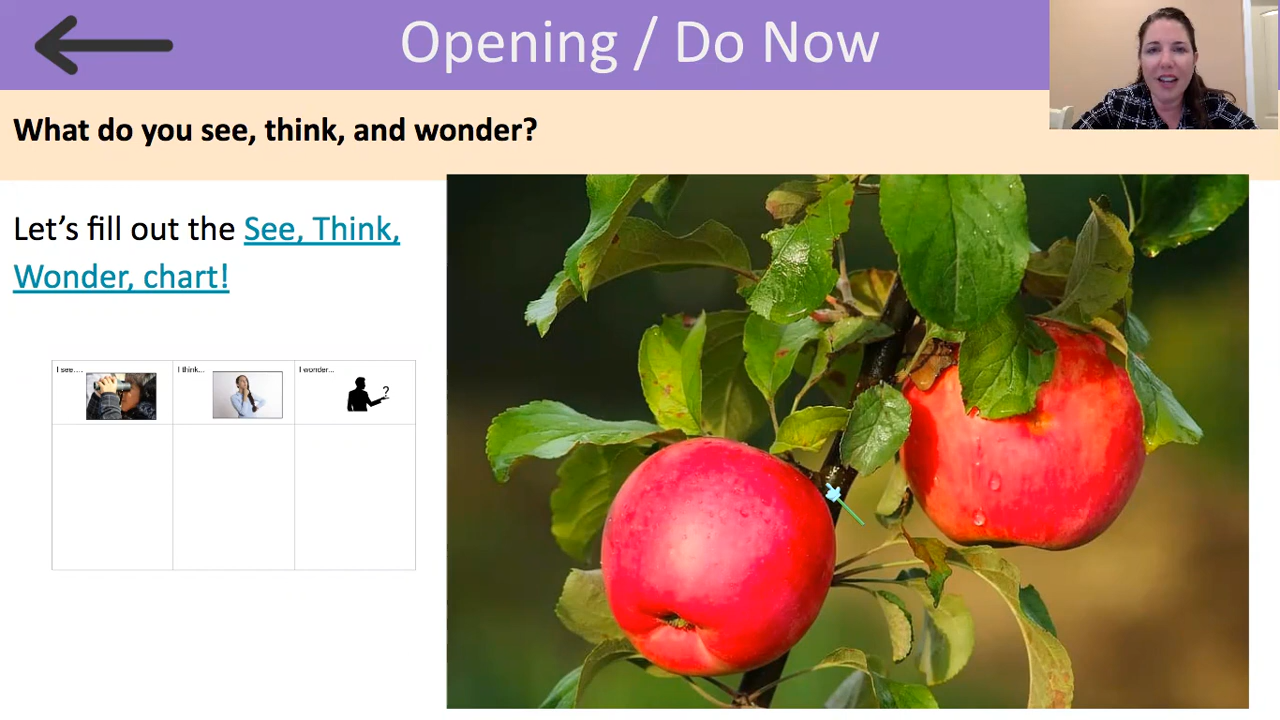 Opening / Do Now
What do you see, think, and wonder?
Let’s fill out the See, Think,
Wonder, chart!
I see.... I think... I wonder...
?